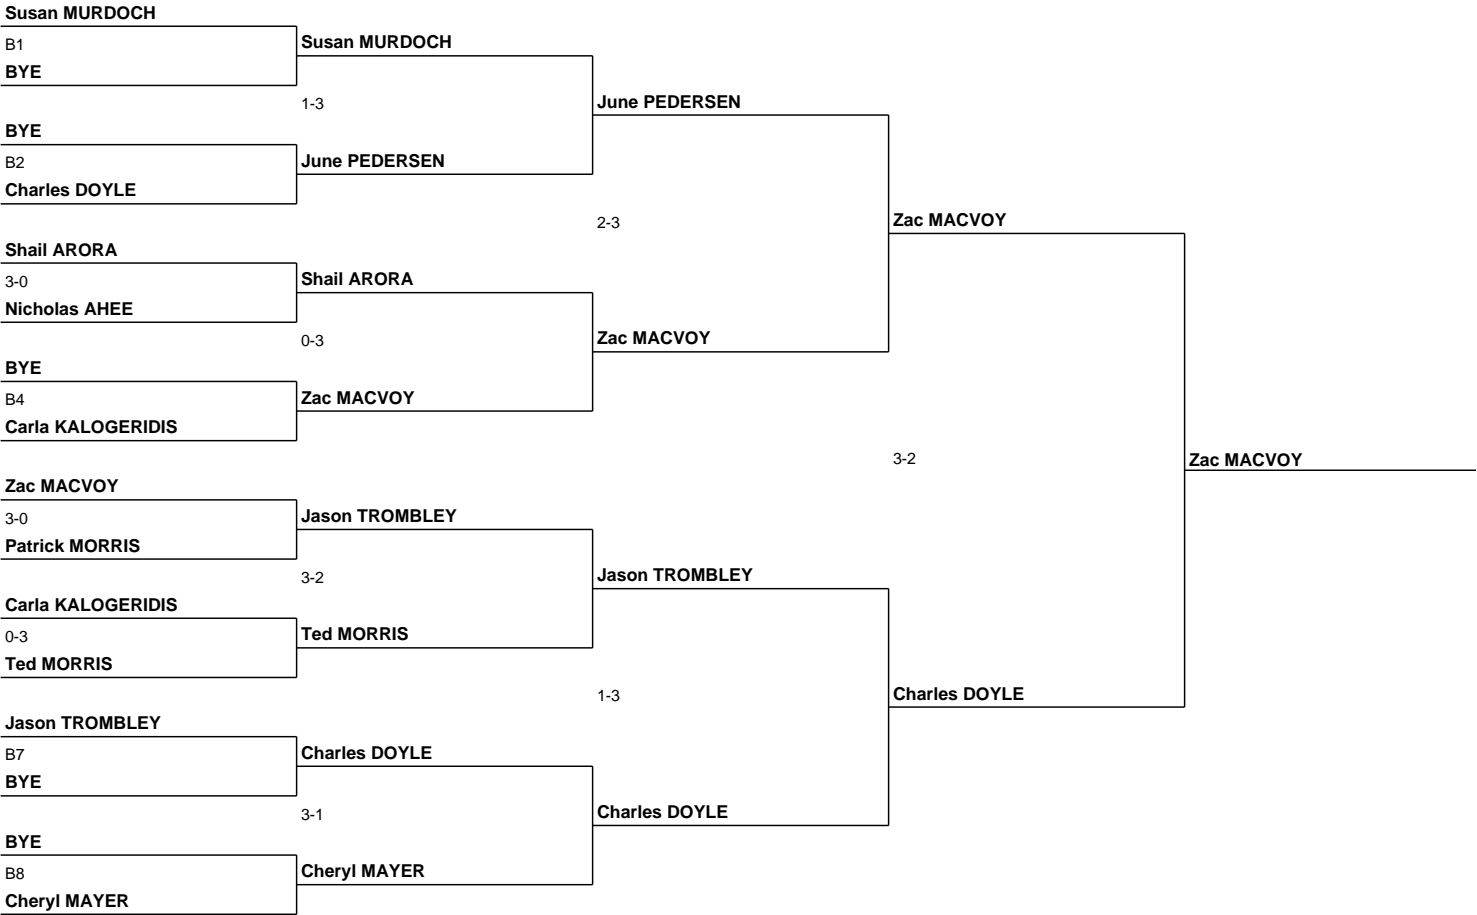 Susan MURDOCH
B1
BYE
BYE
B2
Charles DOYLE
Shail ARORA
3-0
Nicholas AHEE
BYE
B4
Carla KALOGERIDIS
Zac MACVOY
3-0
Patrick MORRIS
Carla KALOGERIDIS
0-3
Ted MORRIS
Jason TROMBLEY
B7
BYE
BYE
B8
Cheryl MAYER
Susan MURDOCH
1-3
June PEDERSEN
Shail ARORA
0-3
Zac MACVOY
Jason TROMBLEY
3-2
Ted MORRIS
Charles DOYLE
3-1
Cheryl MAYER
June PEDERSEN
2-3
Zac MACVOY
Jason TROMBLEY
1-3
Charles DOYLE
Zac MACVOY
3-2
Charles DOYLE
Zac MACVOY